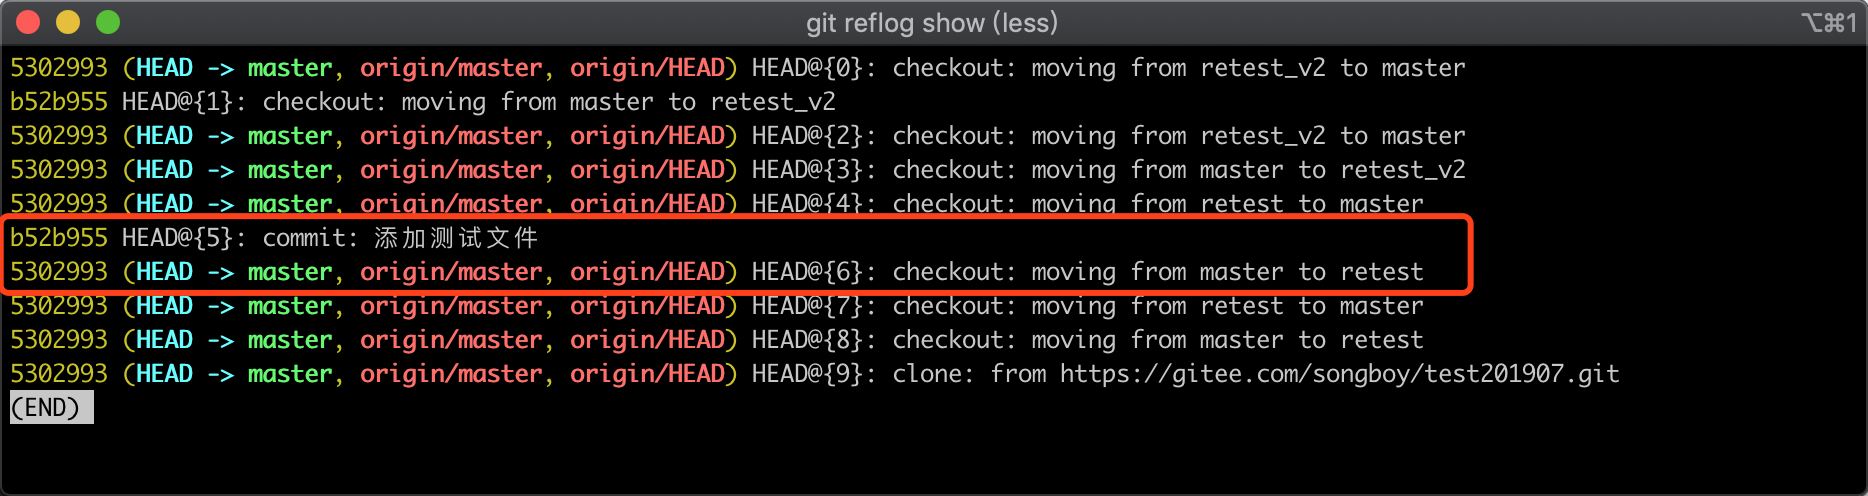 git reflog show (less)
⌥⌘1
5302993 (HEAD -> master, origin/master, origin/HEAD) HEAD@{0}: checkout: moving from retest_v2 to master
b52b955 HEAD@{1}: checkout: moving from master to retest_v2
5302993 (HEAD -> master, origin/master, origin/HEAD) HEAD@{2}: checkout: moving from retest_v2 to master
5302993 (HEAD -> master, origin/master, origin/HEAD) HEAD@{3}: checkout: moving from master to retest_v2
5302993 (HEAD -> master, origin/master, origin/HEAD) HEAD@{4}: checkout: moving from retest to master
b52b955 HEAD@{5}: commit: 添加测试文件
5302993 (HEAD -> master, origin/master, origin/HEAD) HEAD@{6}: checkout: moving from master to retest
5302993 (HEAD -> master, origin/master, origin/HEAD) HEAD@{7}: checkout: moving from retest to master
5302993 (HEAD -> master, origin/master, origin/HEAD) HEAD@{8}: checkout: moving from master to retest
5302993 (HEAD -> master, origin/master, origin/HEAD) HEAD@{9}: clone: from https://gitee.com/songboy/test201907.git
(END)